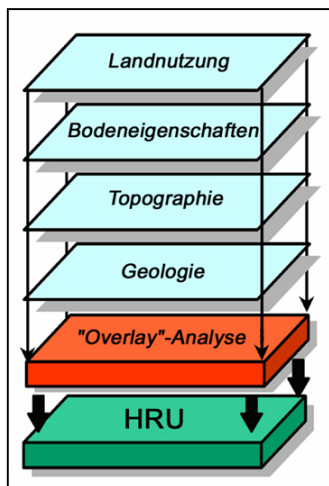 Landnutzung
Bodeneigenschaften
Topographie
Geologie
"Overlay"-Analyse
HRU